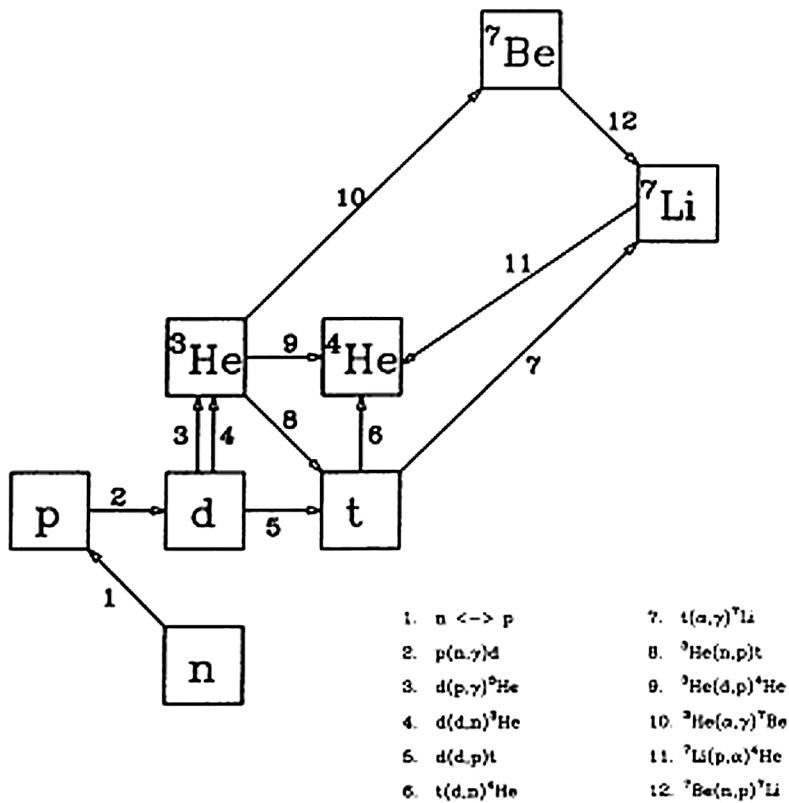 ⁷Be
12
⁷Li
10
11
³He
9
⁴He
7
8
3
4
6
p
2
d
5
t
1
n
1. n <-> p
2. p(n,γ)d
3. d(p,γ)³He
4. d(d,n)³He
5. d(d,p)t
6. t(d,n)⁴He
7. t(α,γ)⁷Li
8. ³He(n,p)t
9. ³He(d,p)⁴He
10. ³He(α,γ)⁷Be
11. ⁷Li(p,α)⁴He
12. ⁷Be(n,p)⁷Li